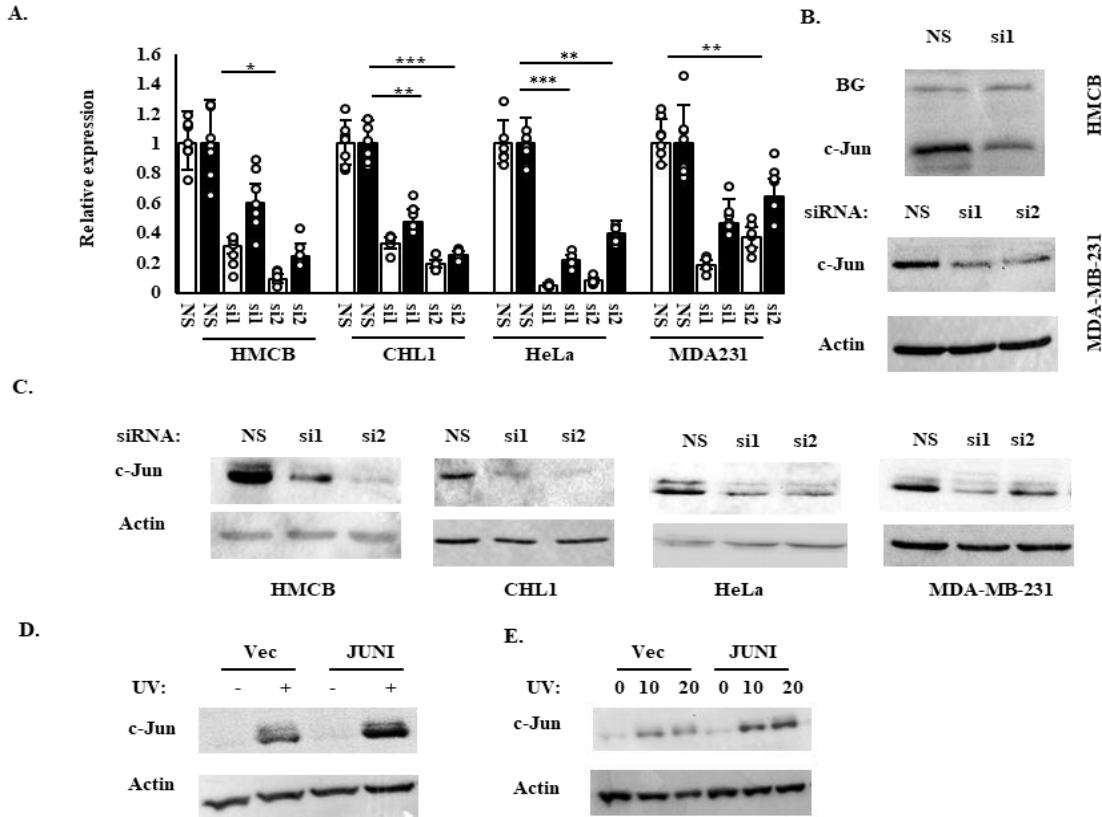 A.
Relative expression
1.6
1.4
1.2
1
0.8
0.6
0.4
0.2
0
* *** ** ** *** **
NS NS si1 si1 si2 si2 NS NS si1 si1 si2 si2 NS NS si1 si1 si2 si2 NS NS si1 si1 si2 si2
HMCB CHL1 HeLa MDA231
B.
NS si1
BG
c-Jun
HMCB
siRNA: NS si1 si2
c-Jun
Actin
MDA-MB-231
C.
siRNA: NS si1 si2 NS si1 si2 NS si1 si2 NS si1 si2
c-Jun
Actin
HMCB CHL1 HeLa MDA-MB-231
D.
Vec JUNI
UV: - + - +
c-Jun
Actin
E.
Vec JUNI
UV: 0 10 20 0 10 20
c-Jun
Actin